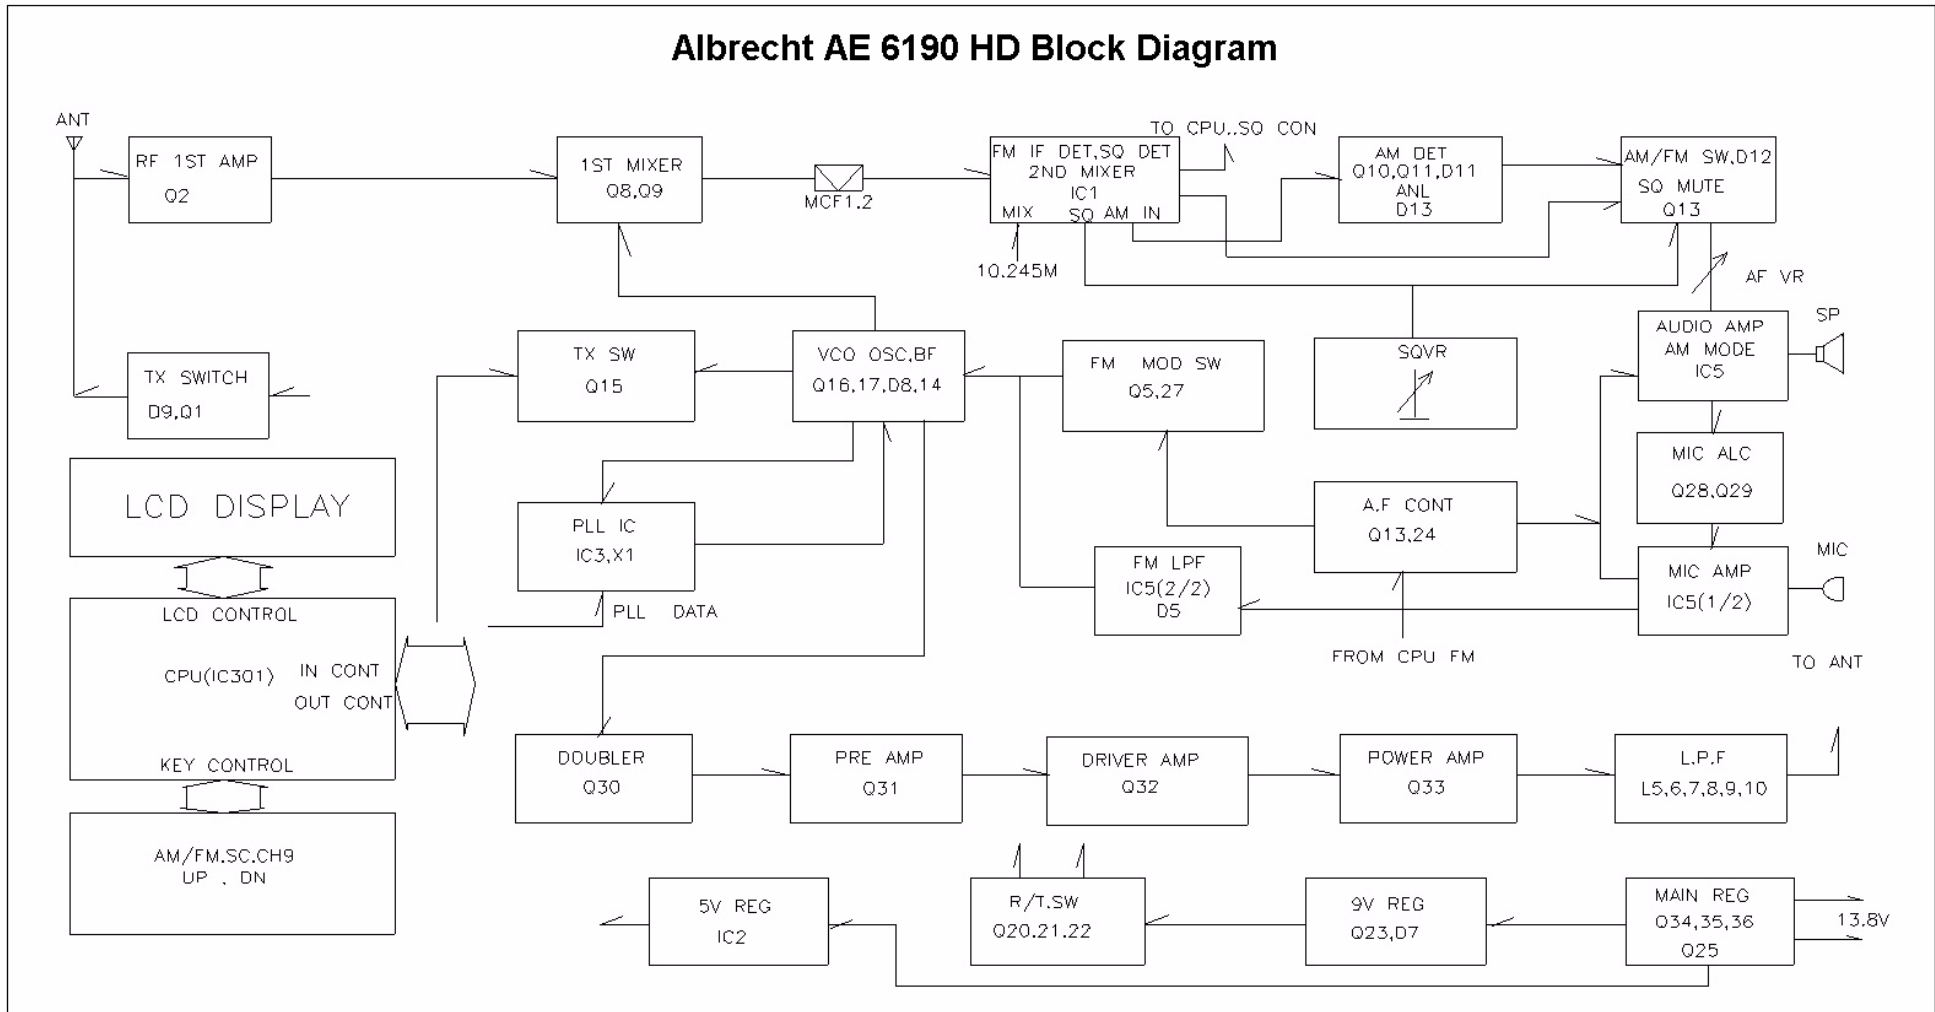 Albrecht AE 6190 HD Block Diagram
ANT
RF 1ST AMP
Q2
1ST MIXER
Q8,Q9
MCF1.2
FM IF DET,SQ DET
2ND MIXER
IC1
MIX SQ AM IN
10.245M
TO CPU..SQ CON
AM DET
Q10,Q11,D11
ANL
D13
AM/FM SW,D12
SQ MUTE
Q13
AF VR
TX SWITCH
D9,Q1
TX SW
Q15
VCO OSC,BF
Q16,17,D8,14
FM MOD SW
Q5,27
SQVR
AUDIO AMP
AM MODE
IC5
SP
MIC ALC
Q28,Q29
LCD DISPLAY
PLL IC
IC3,X1
PLL DATA
FM LPF
IC5(2/2)
D5
A,F CONT
Q13,24
FROM CPU FM
MIC AMP
IC5(1/2)
MIC
TO ANT
LCD CONTROL
CPU(IC301)
IN CONT
OUT CONT
KEY CONTROL
DOUBLER
Q30
PRE AMP
Q31
DRIVER AMP
Q32
POWER AMP
Q33
L,P,F
L5,6,7,8,9,10
AM/FM,SC,CH9
UP , DN
5V REG
IC2
R/T.SW
Q20.21.22
9V REG
Q23,D7
MAIN REG
Q34,35,36
Q25
13.8V